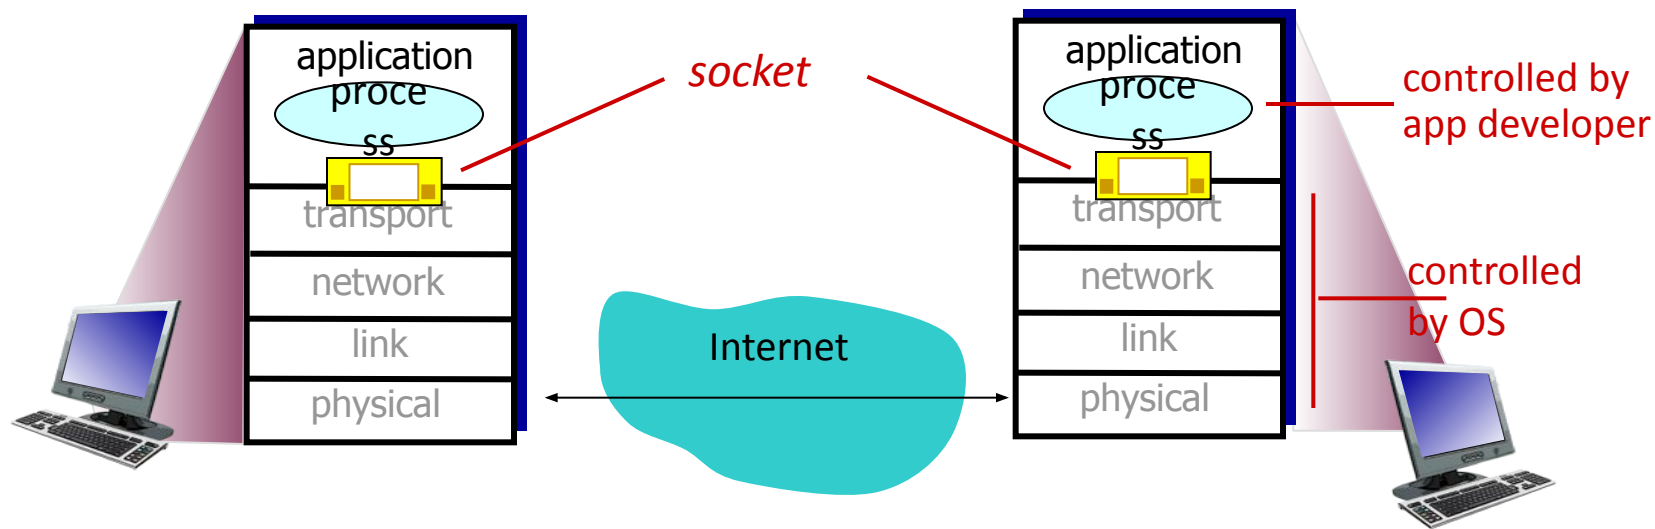 application
proce
ss
transport
network
link
physical
socket
Internet
application
proce
ss
transport
network
link
physical
controlled by
app developer
controlled
by OS